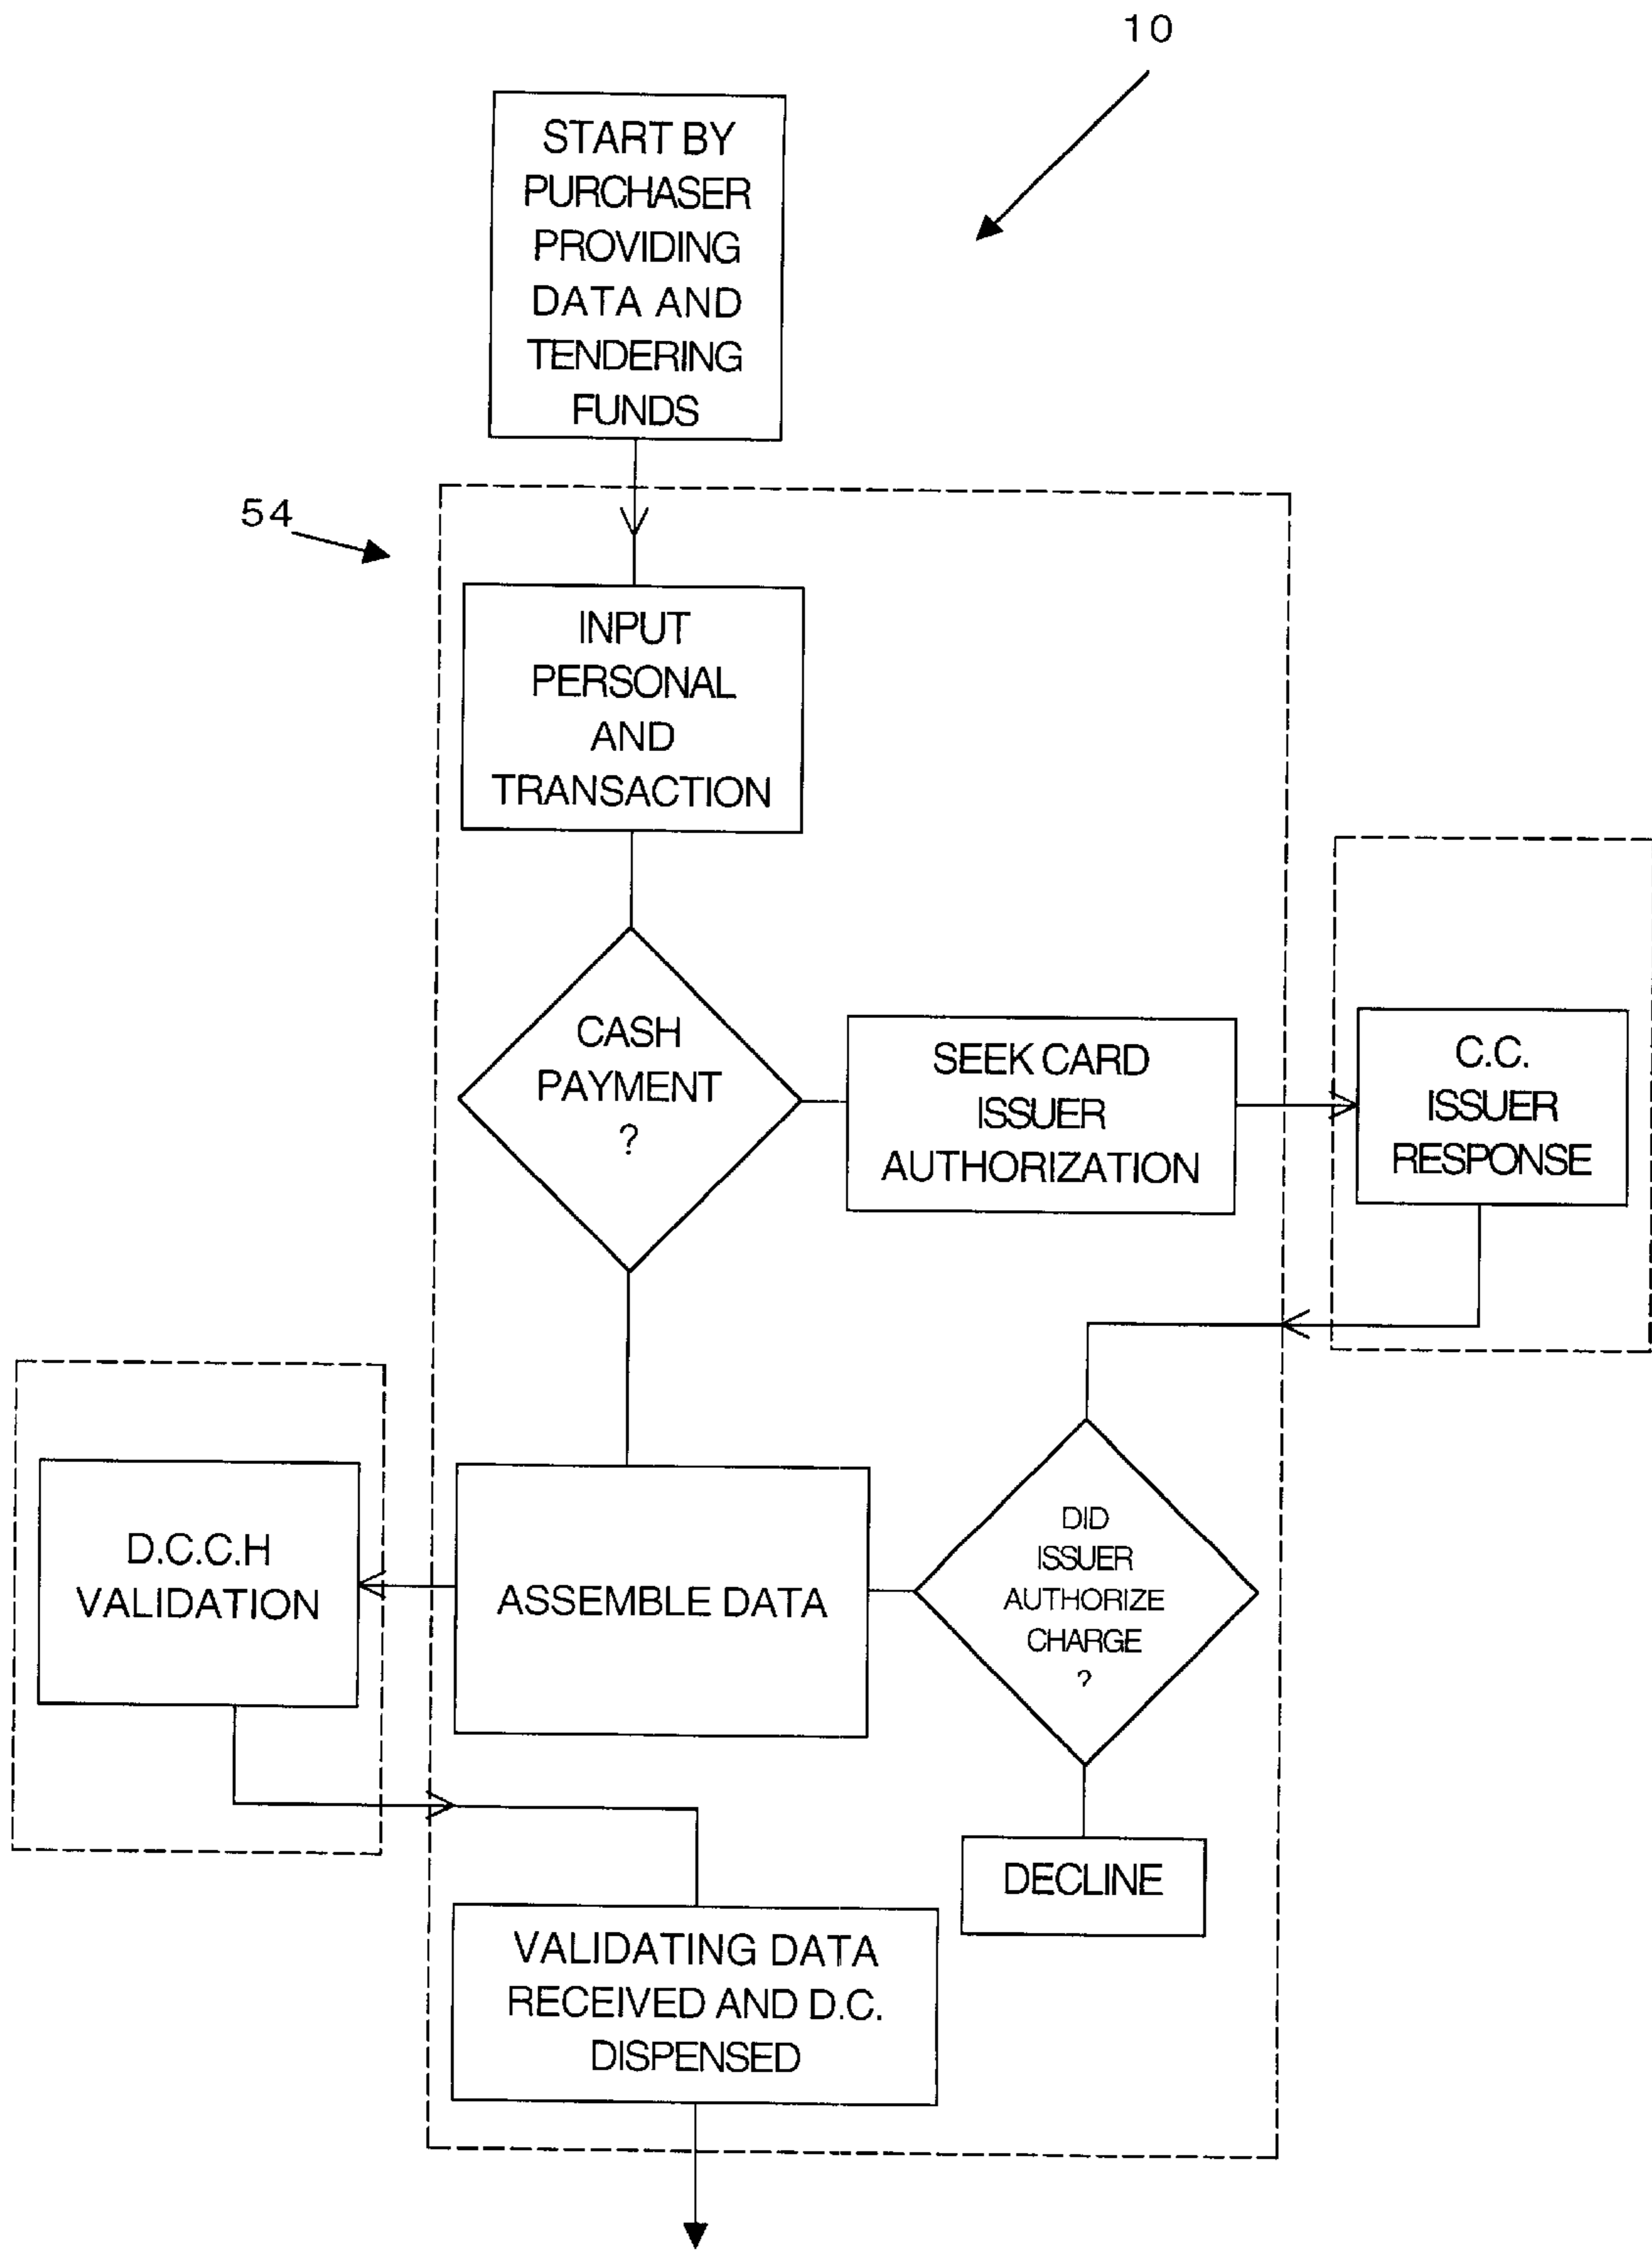 10
START BY
PURCHASER
PROVIDING
DATA AND
TENDERING
FUNDS
54
INPUT
PERSONAL
AND
TRANSACTION
CASH
PAYMENT
?
SEEK CARD
ISSUER
AUTHORIZATION
C.C.
ISSUER
RESPONSE
D.C.C.H
VALIDATION
ASSEMBLE DATA
DID
ISSUER
AUTHORIZE
CHARGE
?
DECLINE
VALIDATING DATA
RECEIVED AND D.C.
DISPENSED